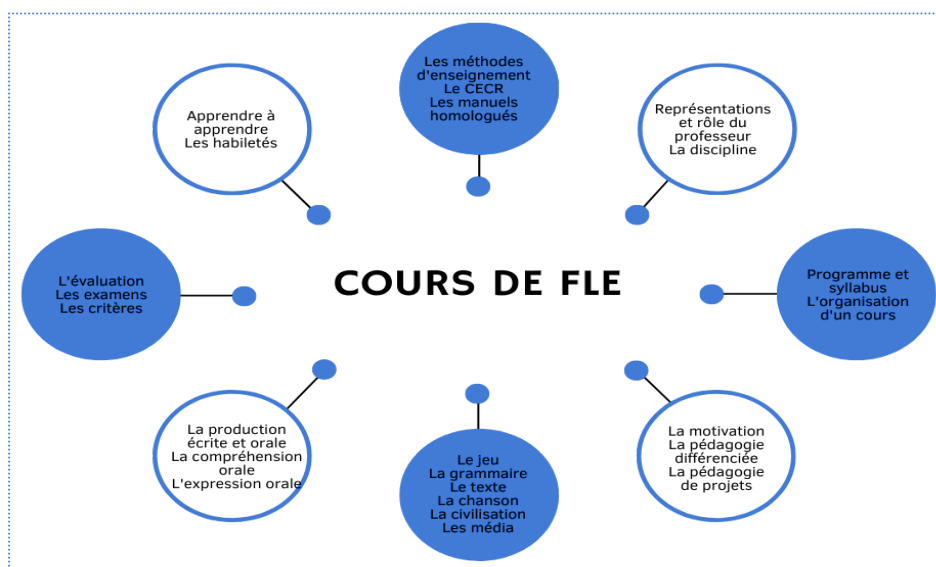 Les méthodes
d'enseignement
Le CECR
Les manuels
homologués
Apprendre à
apprendre
Les habiletés
Représentations
et rôle du
professeur
La discipline
L'évaluation
Les examens
Les critères
COURS DE FLE
Programme et
syllabus
L'organisation
d'un cours
La production
écrite et orale
La compréhension
orale
L'expression orale
Le jeu
La grammaire
Le texte
La chanson
La civilisation
Les média
La motivation
La pédagogie
différenciée
La pédagogie
de projets